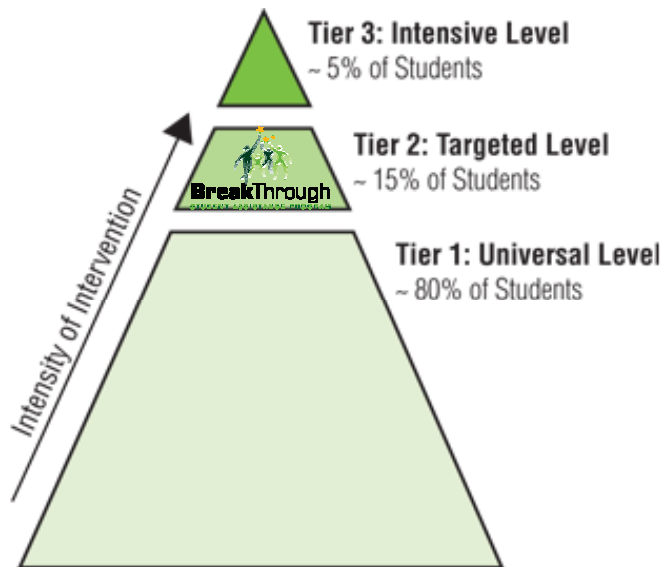 Tier 3: Intensive Level
~ 5% of Students
Tier 2: Targeted Level
~ 15% of Students
BreakThrough
Tier 1: Universal Level
~ 80% of Students
Intensity of Intervention